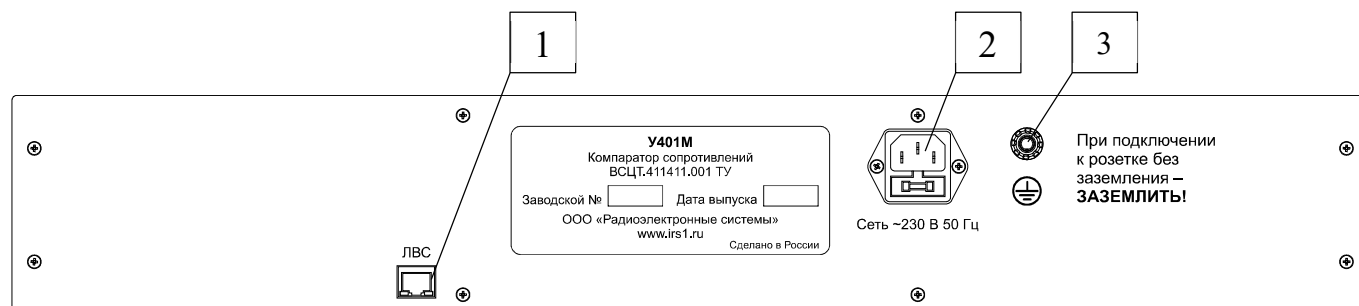 1
2
3
У401М
Компаратор сопротивлений
ВСЦТ.411411.001 ТУ
Заводской № Дата выпуска
ООО «Радиоэлектронные системы»
www.irs1.ru
Сделано в России
ЛВС
Сеть ~230 В 50 Гц
При подключении
к розетке без
заземления –
ЗАЗЕМЛИТЬ!